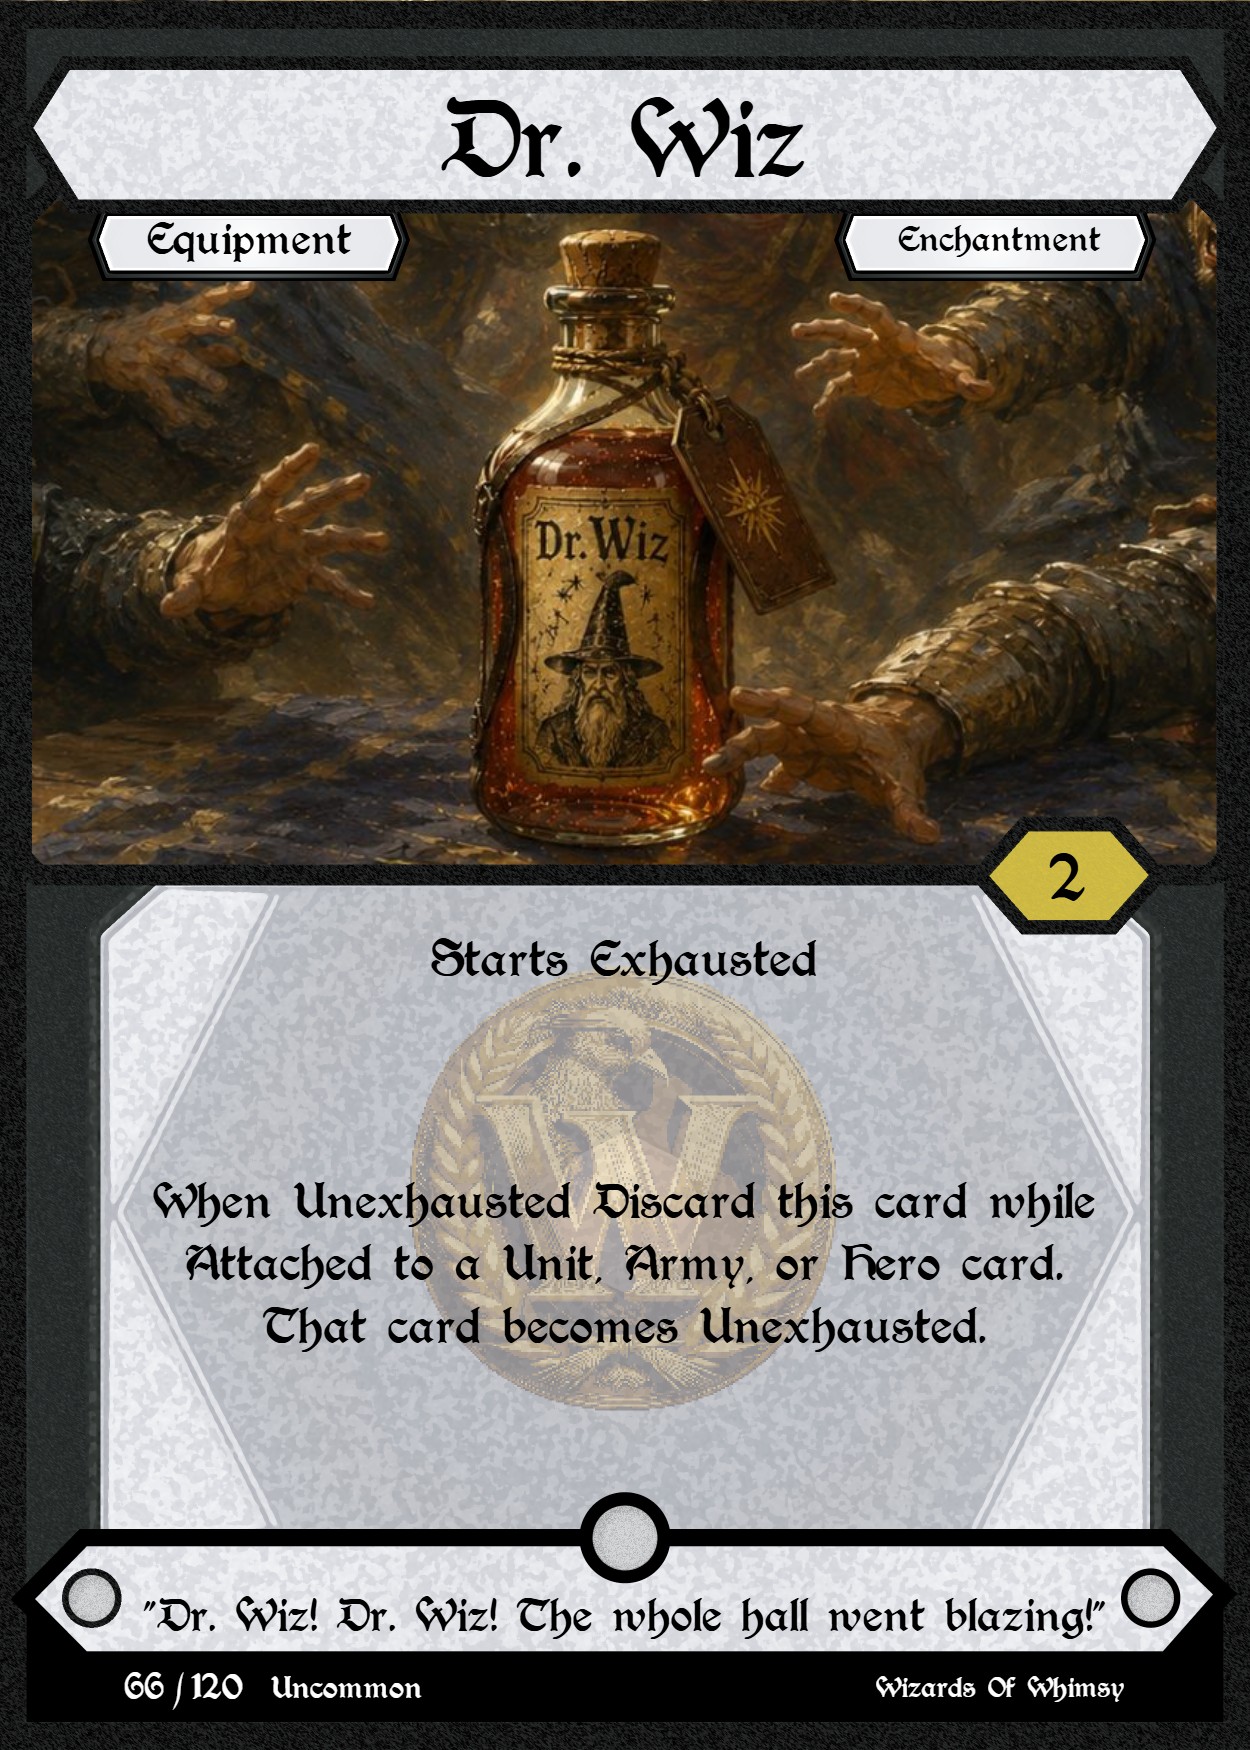 Dr. Wiz
Equipment
Enchantment
Dr. Wiz
2
Starts Exhausted
W
When Unexhausted Discard this card while
Attached to a Unit, Army, or Hero card.
That card becomes Unexhausted.
"Dr. Wiz! Dr. Wiz! The whole hall went blazing!"
66 / 120 Uncommon
Wizards Of Whimsy